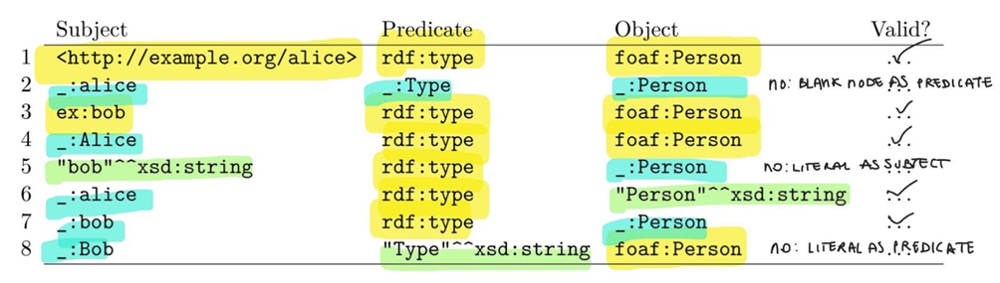 Subject Predicate Object Valid?
1 <http://example.org/alice> rdf:type foaf:Person ... ✓
2 _:alice _:Type _:Person ... NO: BLANK NODE AS PREDICATE
3 ex:bob rdf:type foaf:Person ... ✓
4 _:Alice rdf:type foaf:Person ... ✓
5 "bob"^^xsd:string rdf:type _:Person ... NO: LITERAL AS SUBJECT
6 _:alice rdf:type "Person"^^xsd:string ... ✓
7 _:bob rdf:type _:Person ... ✓
8 _:Bob "Type"^^xsd:string foaf:Person ... NO: LITERAL AS PREDICATE